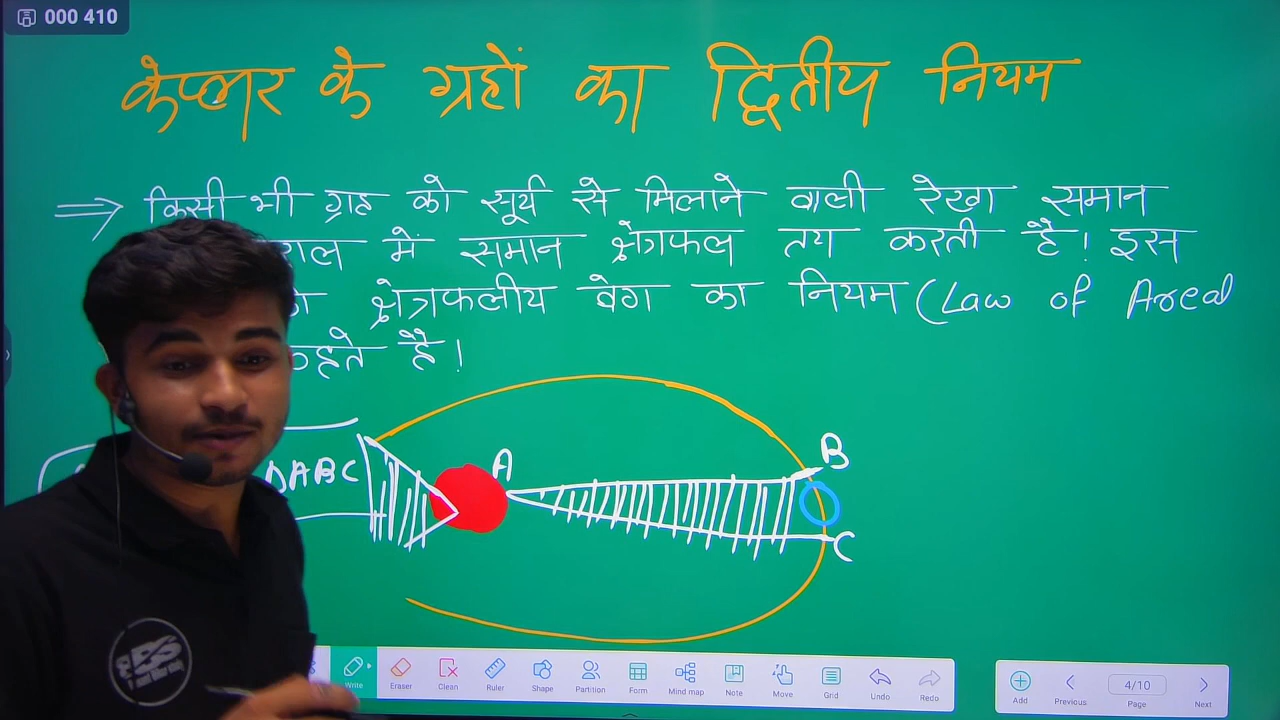 000 410
केप्लर के ग्रहों का द्वितीय नियम
⇒ किसी भी ग्रह को सूर्य से मिलाने वाली रेखा समान
में समान क्षेत्रफल तय करती है! इस
क्षेत्रफलीय वेग का नियम (Law of Areal
कहते है।
A
B
DABC
C
Write
Eraser
Clean
Ruler
Shape
Partition
Form
Mind map
Note
Move
Grid
Undo
Redo
Add
Previous
4/10
Page
Next